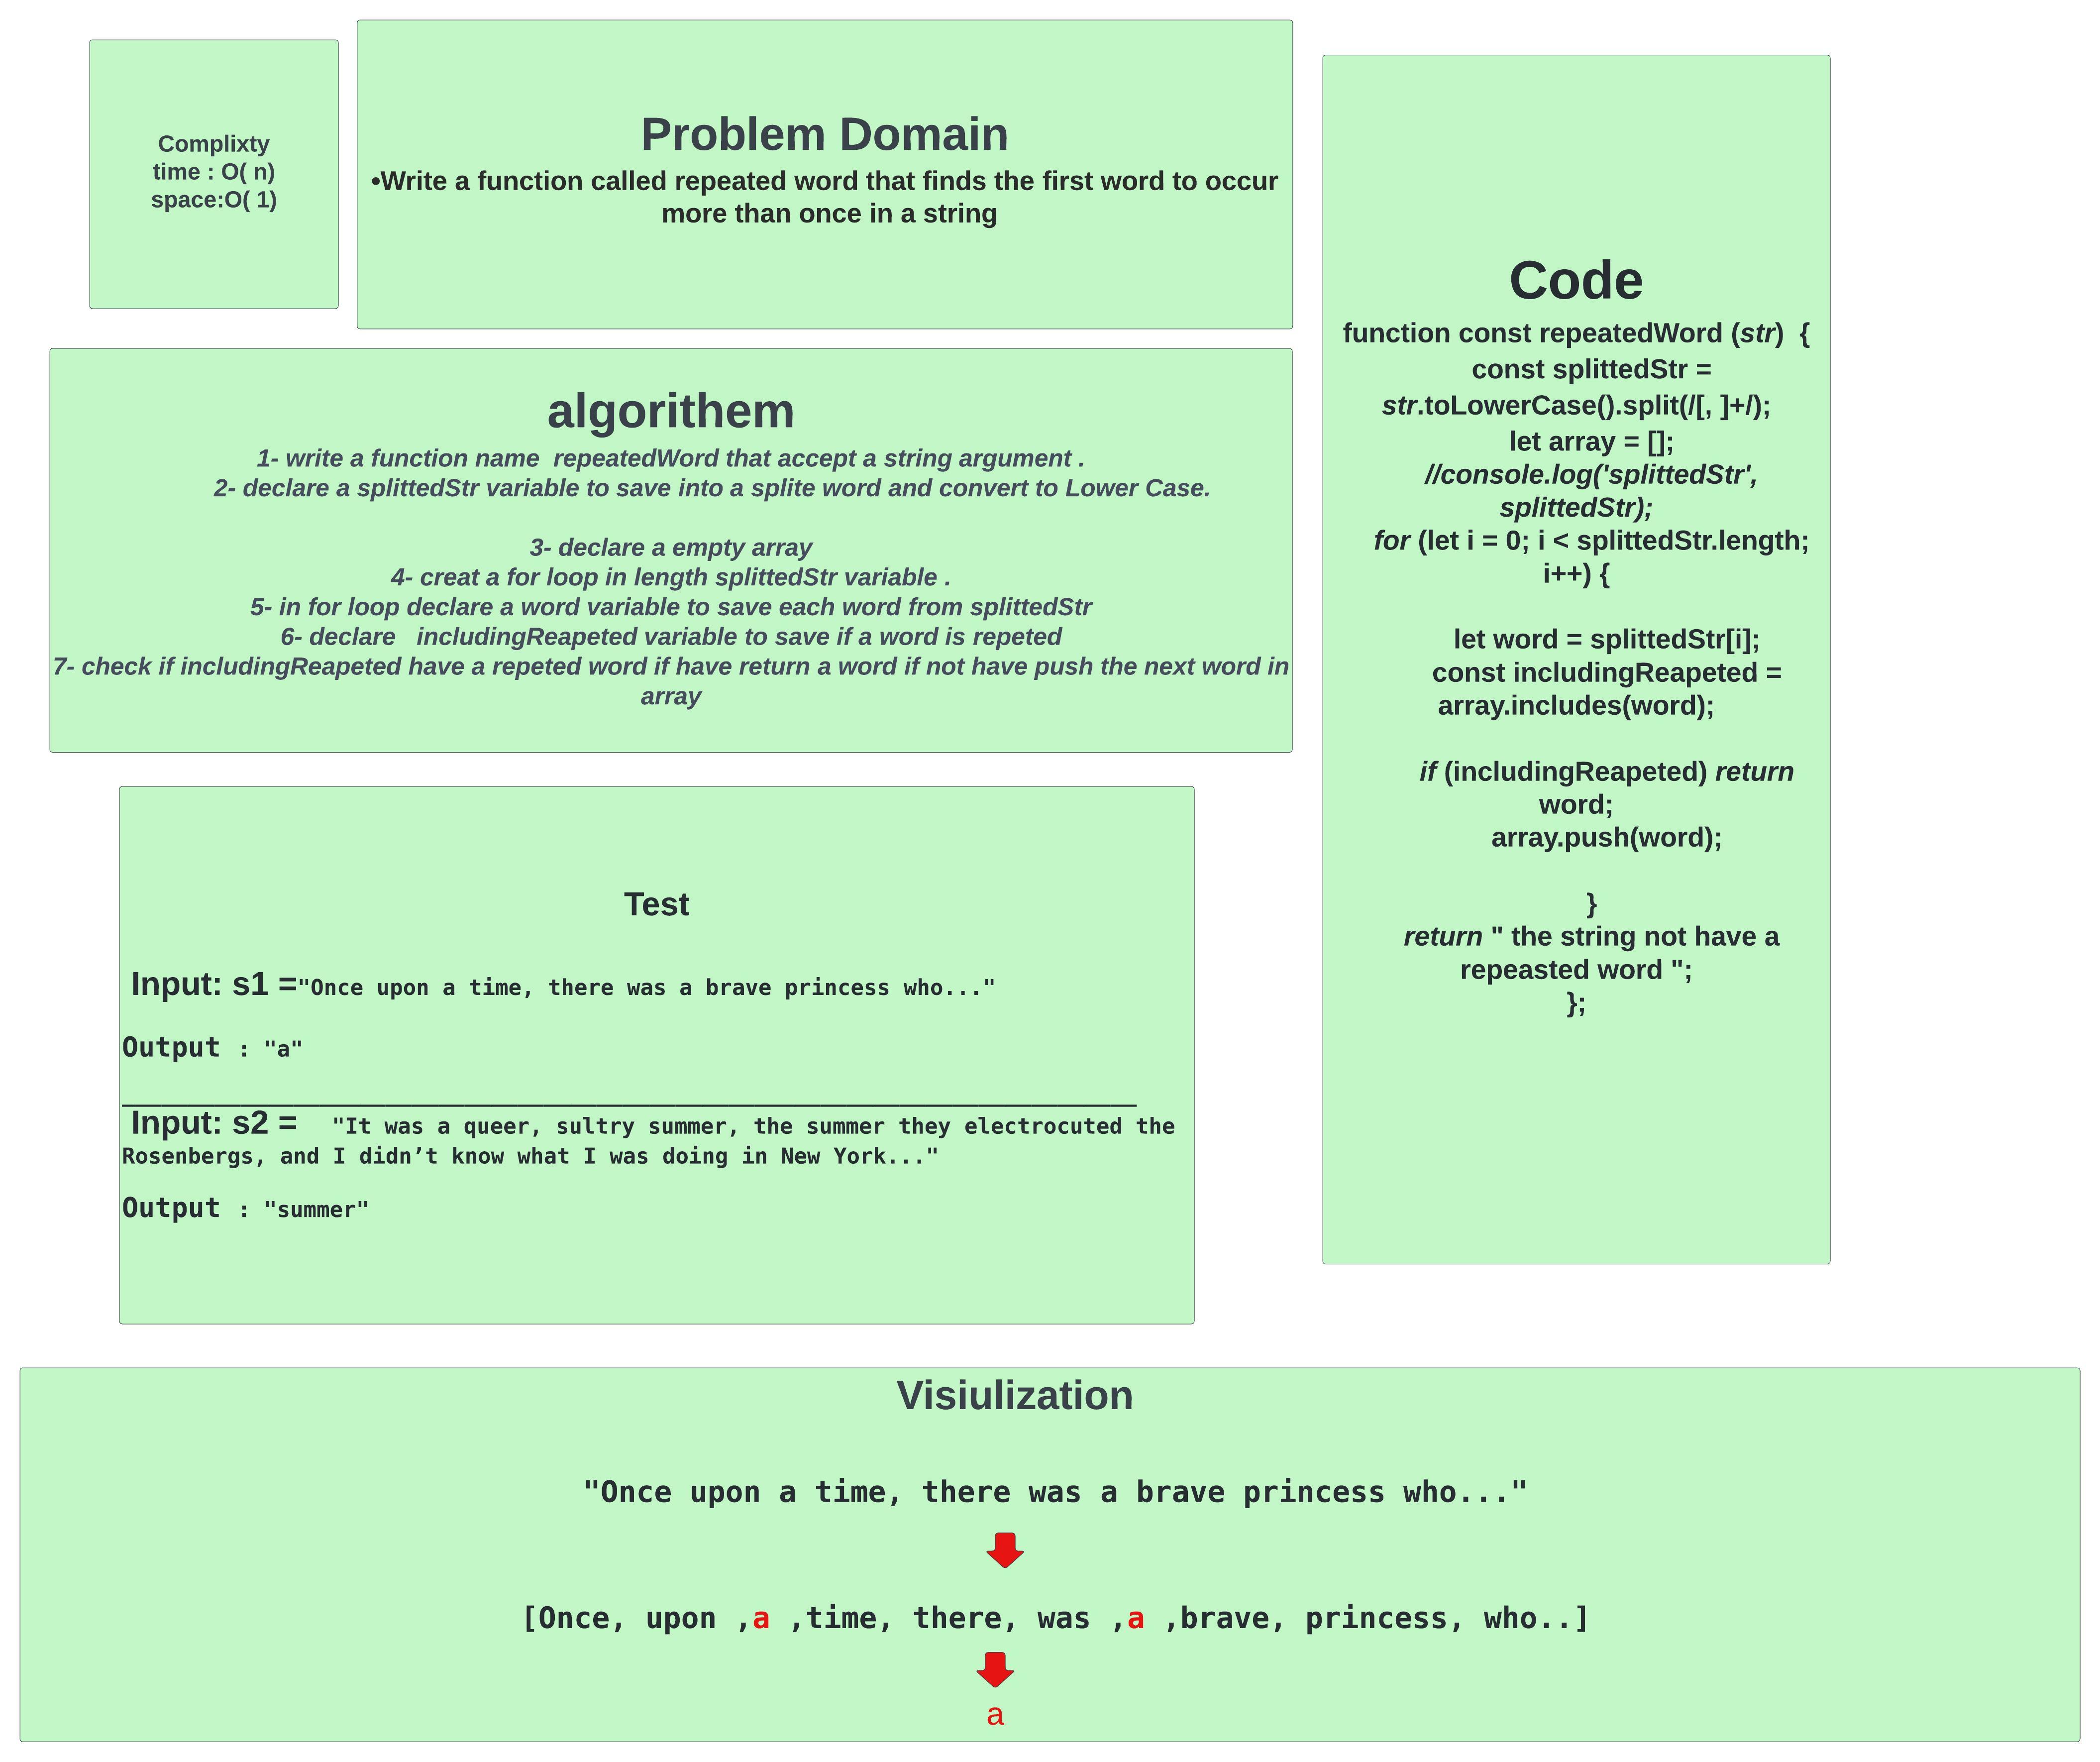 Complixty
time : O( n)
space:O( 1)
Problem Domain
•Write a function called repeated word that finds the first word to occur
more than once in a string
algorithem
1- write a function name  repeatedWord that accept a string argument .
2- declare a splittedStr variable to save into a splite word and convert to Lower Case.
3- declare a empty array
4- creat a for loop in length splittedStr variable .
5- in for loop declare a word variable to save each word from splittedStr
6- declare   includingReapeted variable to save if a word is repeted
7- check if includingReapeted have a repeted word if have return a word if not have push the next word in
array
Test
Input: s1 ="Once upon a time, there was a brave princess who..."
Output : "a"
Input: s2 =   "It was a queer, sultry summer, the summer they electrocuted the
Rosenbergs, and I didn’t know what I was doing in New York..."
Output : "summer"
Code
function const repeatedWord (str)  {
const splittedStr =
str.toLowerCase().split(/[, ]+/);
let array = [];
//console.log('splittedStr',
splittedStr);
for (let i = 0; i < splittedStr.length;
i++) {
let word = splittedStr[i];
const includingReapeted =
array.includes(word);
if (includingReapeted) return
word;
array.push(word);
}
return " the string not have a
repeasted word ";
};
Visiulization
"Once upon a time, there was a brave princess who..."
[Once, upon ,a ,time, there, was ,a ,brave, princess, who..]
a